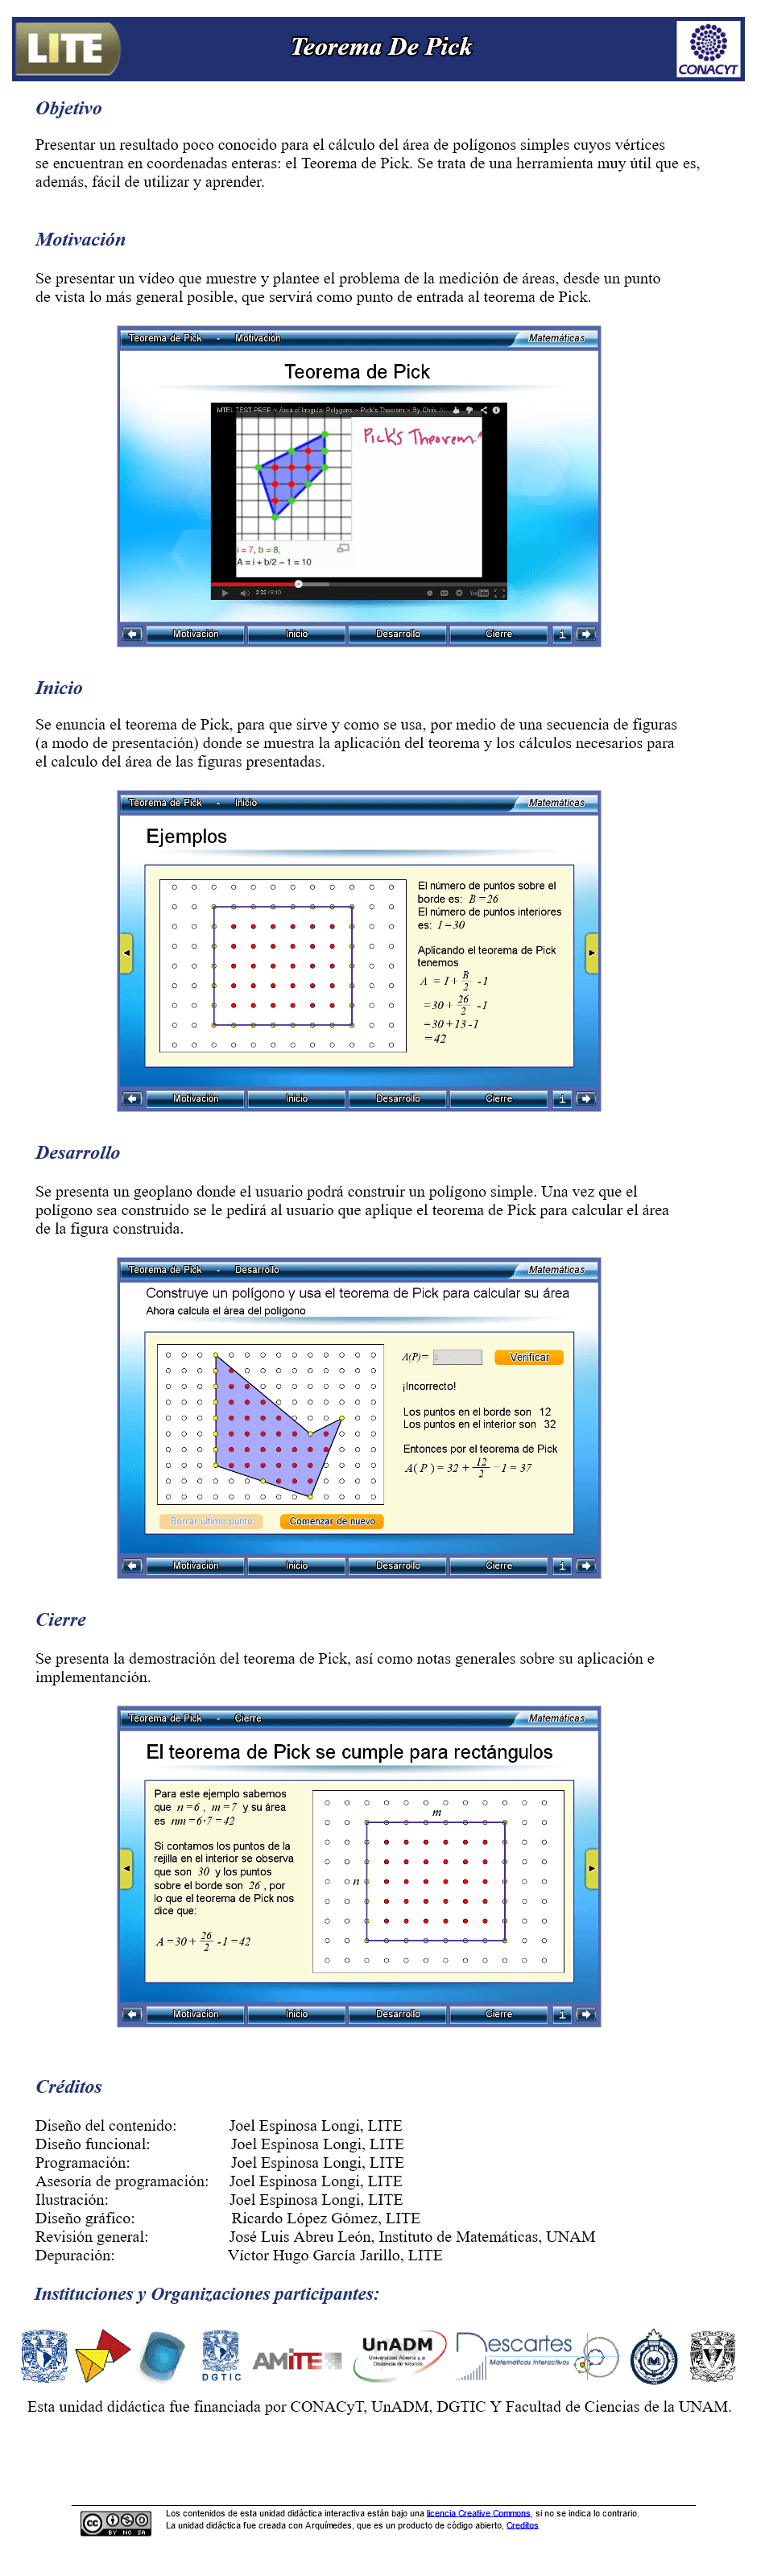 LITE
Teorema De Pick
CONACYT
Objetivo
Presentar un resultado poco conocido para el cálculo del área de polígonos simples cuyos vértices
se encuentran en coordenadas enteras: el Teorema de Pick. Se trata de una herramienta muy útil que es,
además, fácil de utilizar y aprender.
Motivación
Se presentar un vídeo que muestre y plantee el problema de la medición de áreas, desde un punto
de vista lo más general posible, que servirá como punto de entrada al teorema de Pick.
Teorema de Pick - Motivación Matemáticas
Teorema de Pick
MTEL TEST PREP ~ Area of Irregular Polygons ~ Pick's Theorem ~ By Chris
Pick's Theorem
i = 7, b = 8,
A = i + b/2 − 1 = 10
2:22 / 8:10 YouTube
Motivación Inicio Desarrollo Cierre 1
Inicio
Se enuncia el teorema de Pick, para que sirve y como se usa, por medio de una secuencia de figuras
(a modo de presentación) donde se muestra la aplicación del teorema y los cálculos necesarios para
el calculo del área de las figuras presentadas.
Teorema de Pick - Inicio Matemáticas
Ejemplos
El número de puntos sobre el
borde es: B=26
El número de puntos interiores
es: I=30
Aplicando el teorema de Pick
tenemos
A = I + B/2 -1
=30 + 26/2 -1
=30+13-1
=42
Motivación Inicio Desarrollo Cierre 1
Desarrollo
Se presenta un geoplano donde el usuario podrá construir un polígono simple. Una vez que el
polígono sea construido se le pedirá al usuario que aplique el teorema de Pick para calcular el área
de la figura construida.
Teorema de Pick - Desarrollo Matemáticas
Construye un polígono y usa el teorema de Pick para calcular su área
Ahora calcula el área del polígono
A(P)= Verificar
¡Incorrecto!
Los puntos en el borde son 12
Los puntos en el interior son 32
Entonces por el teorema de Pick
A(P) = 32 + 12/2 − 1 = 37
Borrar último punto Comenzar de nuevo
Motivación Inicio Desarrollo Cierre 1
Cierre
Se presenta la demostración del teorema de Pick, así como notas generales sobre su aplicación e
implementanción.
Teorema de Pick - Cierre Matemáticas
El teorema de Pick se cumple para rectángulos
Para este ejemplo sabemos
que n=6 , m=7 y su área
es nm=6·7=42
Si contamos los puntos de la
rejilla en el interior se observa
que son 30 y los puntos
sobre el borde son 26 , por
lo que el teorema de Pick nos
dice que:
A=30 + 26/2 -1=42
m
n
Motivación Inicio Desarrollo Cierre 1
Créditos
Diseño del contenido: Joel Espinosa Longi, LITE
Diseño funcional: Joel Espinosa Longi, LITE
Programación: Joel Espinosa Longi, LITE
Asesoría de programación: Joel Espinosa Longi, LITE
Ilustración: Joel Espinosa Longi, LITE
Diseño gráfico: Ricardo López Gómez, LITE
Revisión general: José Luis Abreu León, Instituto de Matemáticas, UNAM
Depuración: Víctor Hugo García Jarillo, LITE
Instituciones y Organizaciones participantes:
DGTIC
AMITE
UnADM
Universidad Abierta y a
Distancia de México
Descartes
Matemáticas Interactivas
CIENCIAS
Esta unidad didáctica fue financiada por CONACyT, UnADM, DGTIC Y Facultad de Ciencias de la UNAM.
cc BY NC SA
Los contenidos de esta unidad didáctica interactiva están bajo una licencia Creative Commons, si no se indica lo contrario.
La unidad didáctica fue creada con Arquímedes, que es un producto de código abierto, Creditos